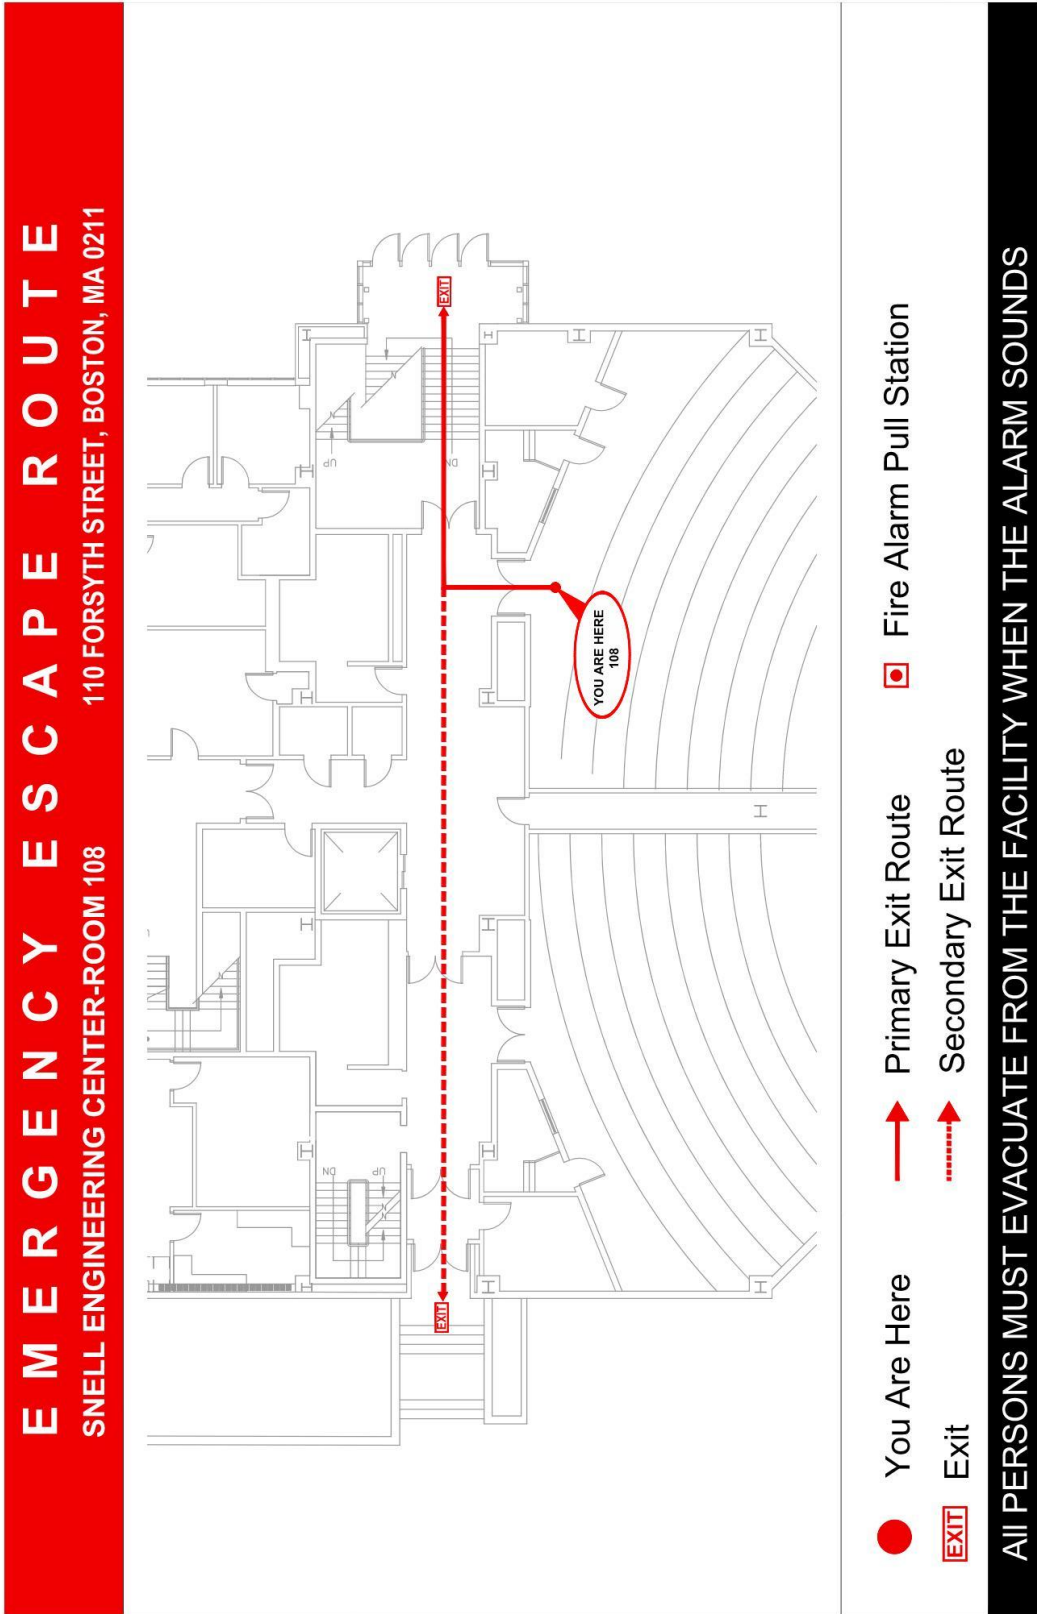 EMERGENCY ESCAPE ROUTE
SNELL ENGINEERING CENTER-ROOM 108 110 FORSYTH STREET, BOSTON, MA 0211
DN
UP
UP
DN
EXIT
EXIT
YOU ARE HERE
108
You Are Here
Primary Exit Route
Fire Alarm Pull Station
EXIT Exit
Secondary Exit Route
All PERSONS MUST EVACUATE FROM THE FACILITY WHEN THE ALARM SOUNDS